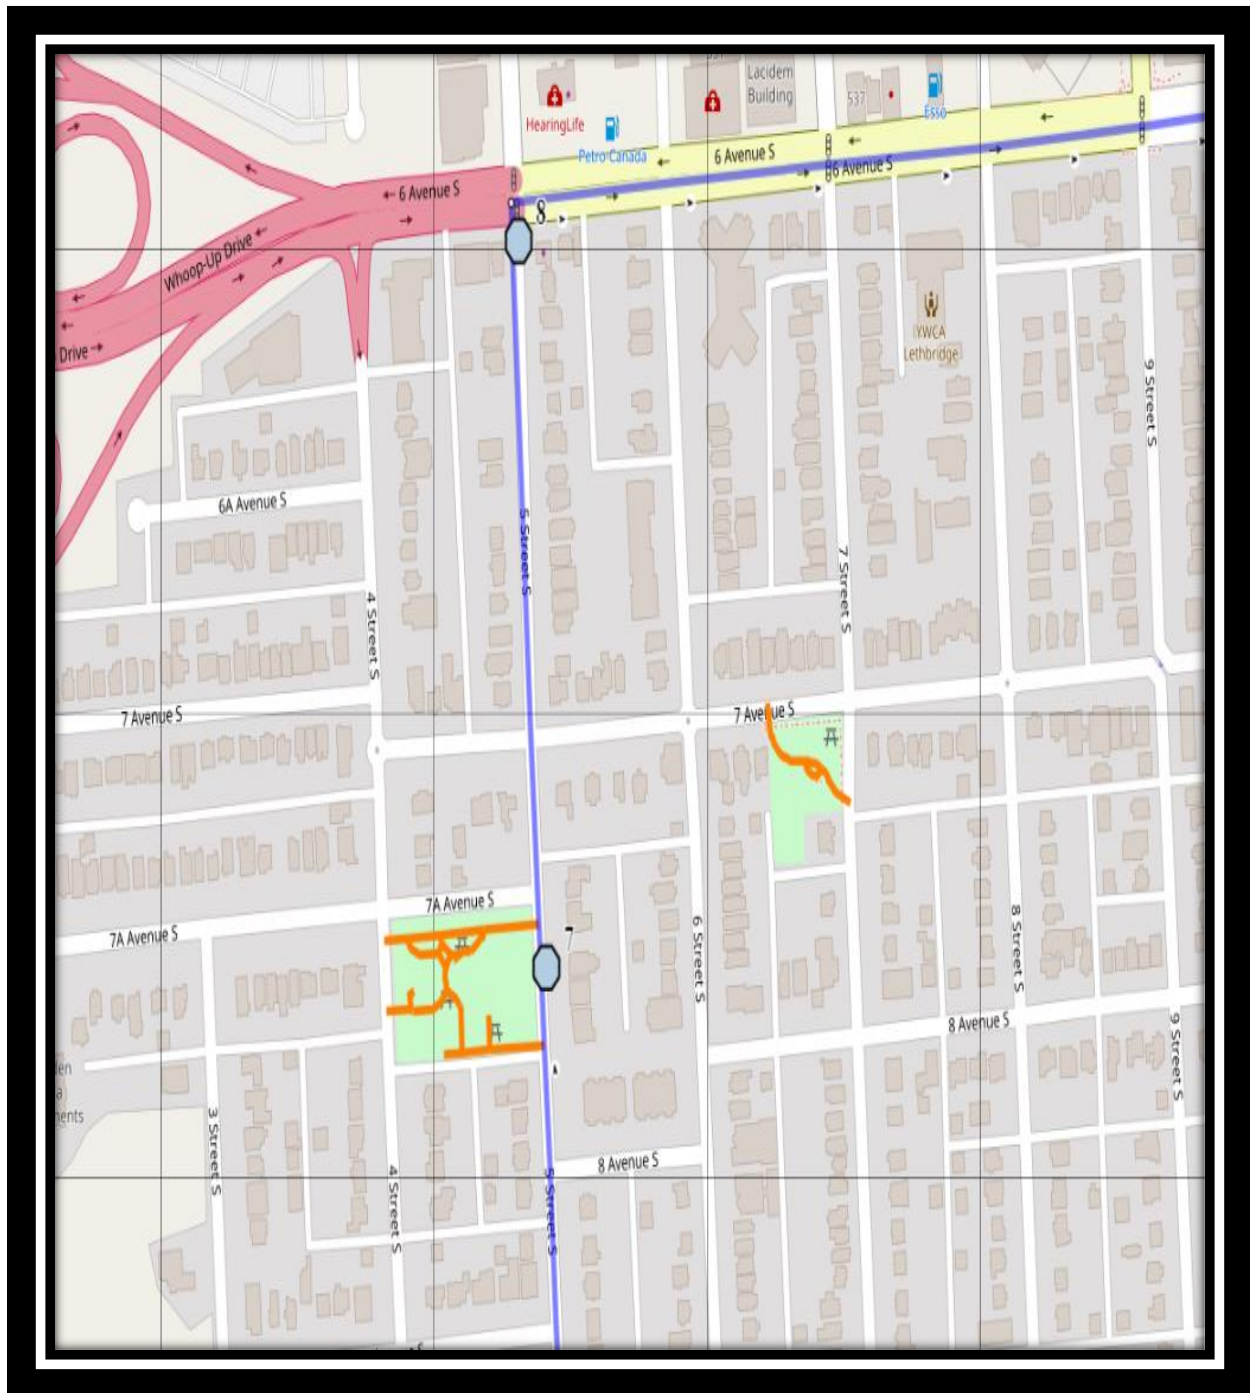 Lacidem
Building
537
Esso
HearingLife
Petro-Canada
6 Avenue S
6 Avenue S
6 Avenue S
8
Whoop-Up Drive
Drive
YWCA
Lethbridge
9 Street S
6A Avenue S
5 Street S
7 Street S
4 Street S
7 Avenue S
7 Avenue S
7A Avenue S
7A Avenue S
7
6 Street S
8 Street S
8 Avenue S
9 Street S
3 Street S
8 Avenue S
4 Street S
5 Street S